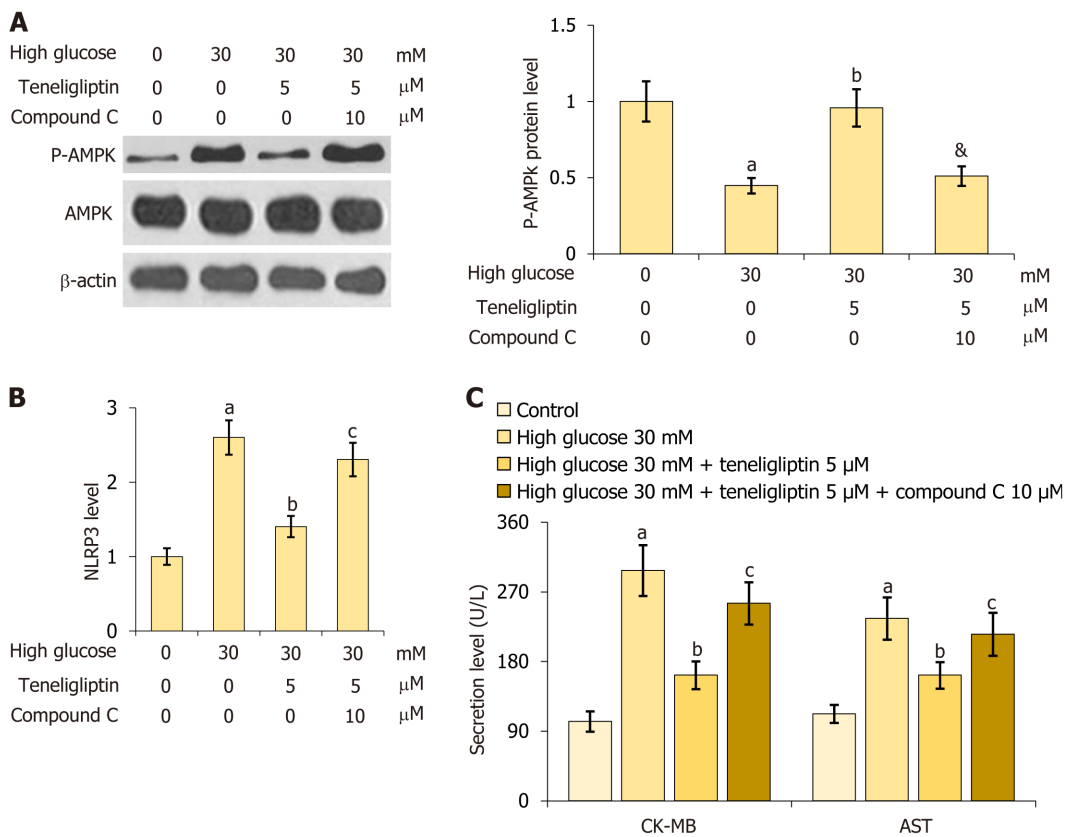 A
High glucose 0 30 30 30 mM
Teneligliptin 0 0 5 5 μM
Compound C 0 0 0 10 μM
P-AMPK
AMPK
β-actin
P-AMPk protein level
1.5
1
0.5
0
a
b
&
High glucose 0 30 30 30 mM
Teneligliptin 0 0 5 5 μM
Compound C 0 0 0 10 μM
B
NLRP3 level
3
2
1
0
a
b
c
High glucose 0 30 30 30 mM
Teneligliptin 0 0 5 5 μM
Compound C 0 0 0 10 μM
C
Control
High glucose 30 mM
High glucose 30 mM + teneligliptin 5 μM
High glucose 30 mM + teneligliptin 5 μM + compound C 10 μM
Secretion level (U/L)
360
270
180
90
0
a
b
c
a
b
c
CK-MB AST